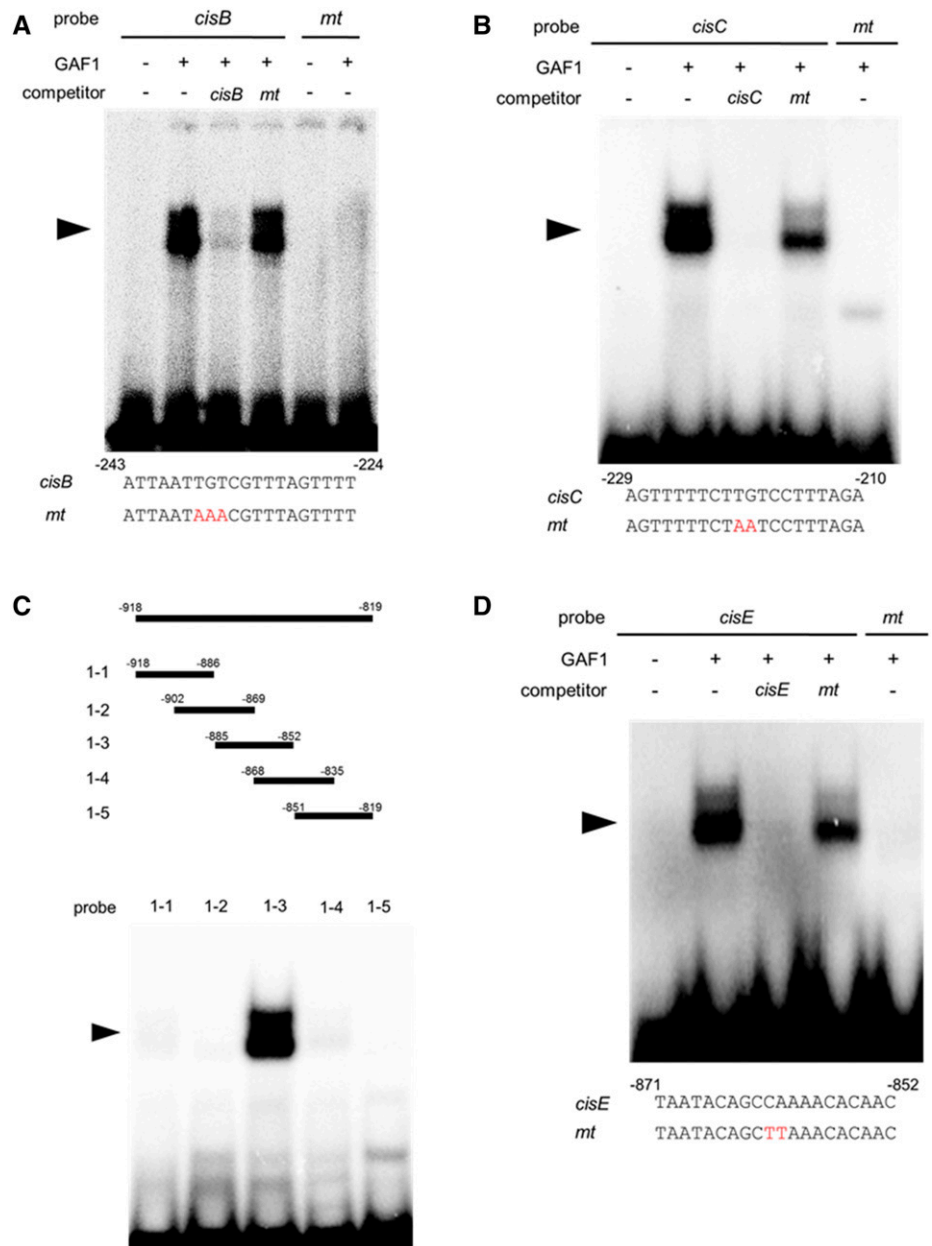 A
probe cisB mt
GAF1 - + + + - +
competitor - - cisB mt - -
-243 -224
cisB ATTAATTGTCGTTTAGTTTT
mt ATTAATAAACGTTTAGTTTT
B
probe cisC mt
GAF1 - + + + +
competitor - - cisC mt -
-229 -210
cisC AGTTTTTCTTGTCCTTTAGA
mt AGTTTTTCTAATCCTTTAGA
C
-918 -819
-918 -886
1-1
-902 -869
1-2
-885 -852
1-3
-868 -835
1-4
-851 -819
1-5
probe 1-1 1-2 1-3 1-4 1-5
D
probe cisE mt
GAF1 - + + + +
competitor - - cisE mt -
-871 -852
cisE TAATACAGCCAAAACACAAC
mt TAATACAGCTTAAACACAAC